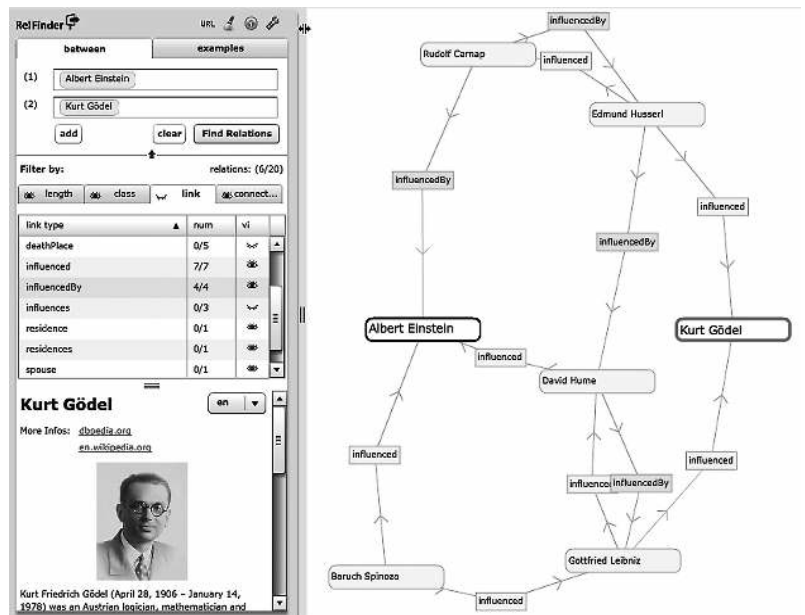 RelFinder
URL
between
examples
(1)
Albert Einstein
(2)
Kurt Gödel
add
clear
Find Relations
Filter by:
relations: (6/20)
length
class
link
connect...
link type
num
vi
deathPlace
0/5
influenced
7/7
influencedBy
4/4
influences
0/3
residence
0/1
residences
0/1
spouse
0/1
Kurt Gödel
en
More Infos:
dbpedia.org
en.wikipedia.org
Kurt Friedrich Gödel (April 28, 1906 – January 14,
1978) was an Austrian logician, mathematician and
influencedBy
Rudolf Carnap
influenced
Edmund Husserl
influencedBy
influenced
influencedBy
Albert Einstein
Kurt Gödel
influenced
David Hume
influenced
influenced
influence
influencedBy
Gottfried Leibniz
Baruch Spinoza
influenced